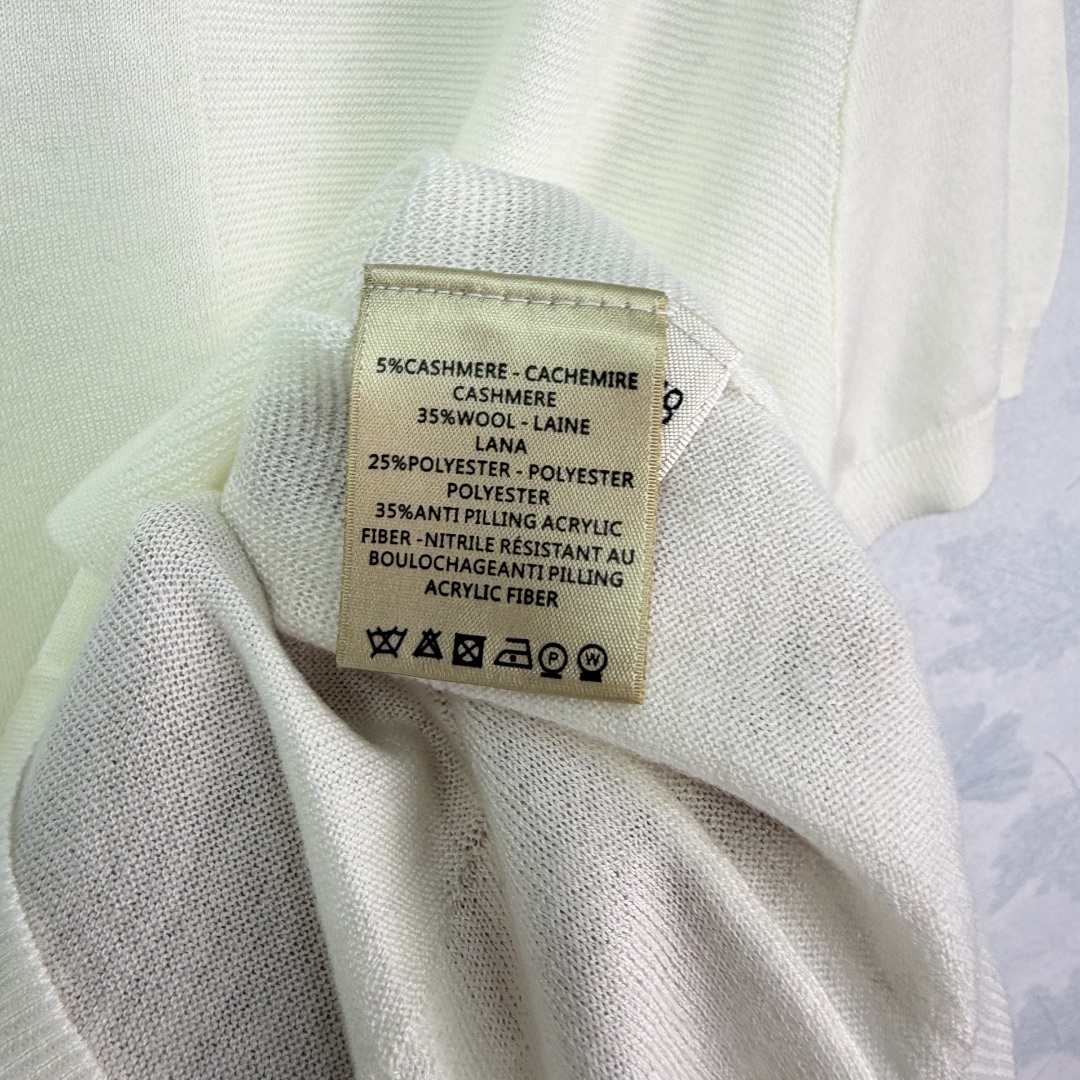 5%CASHMERE - CACHEMIRE
CASHMERE
35%WOOL - LAINE
LANA
25%POLYESTER - POLYESTER
POLYESTER
35%ANTI PILLING ACRYLIC
FIBER -NITRILE RÉSISTANT AU
BOULOCHAGEANTI PILLING
ACRYLIC FIBER
P W